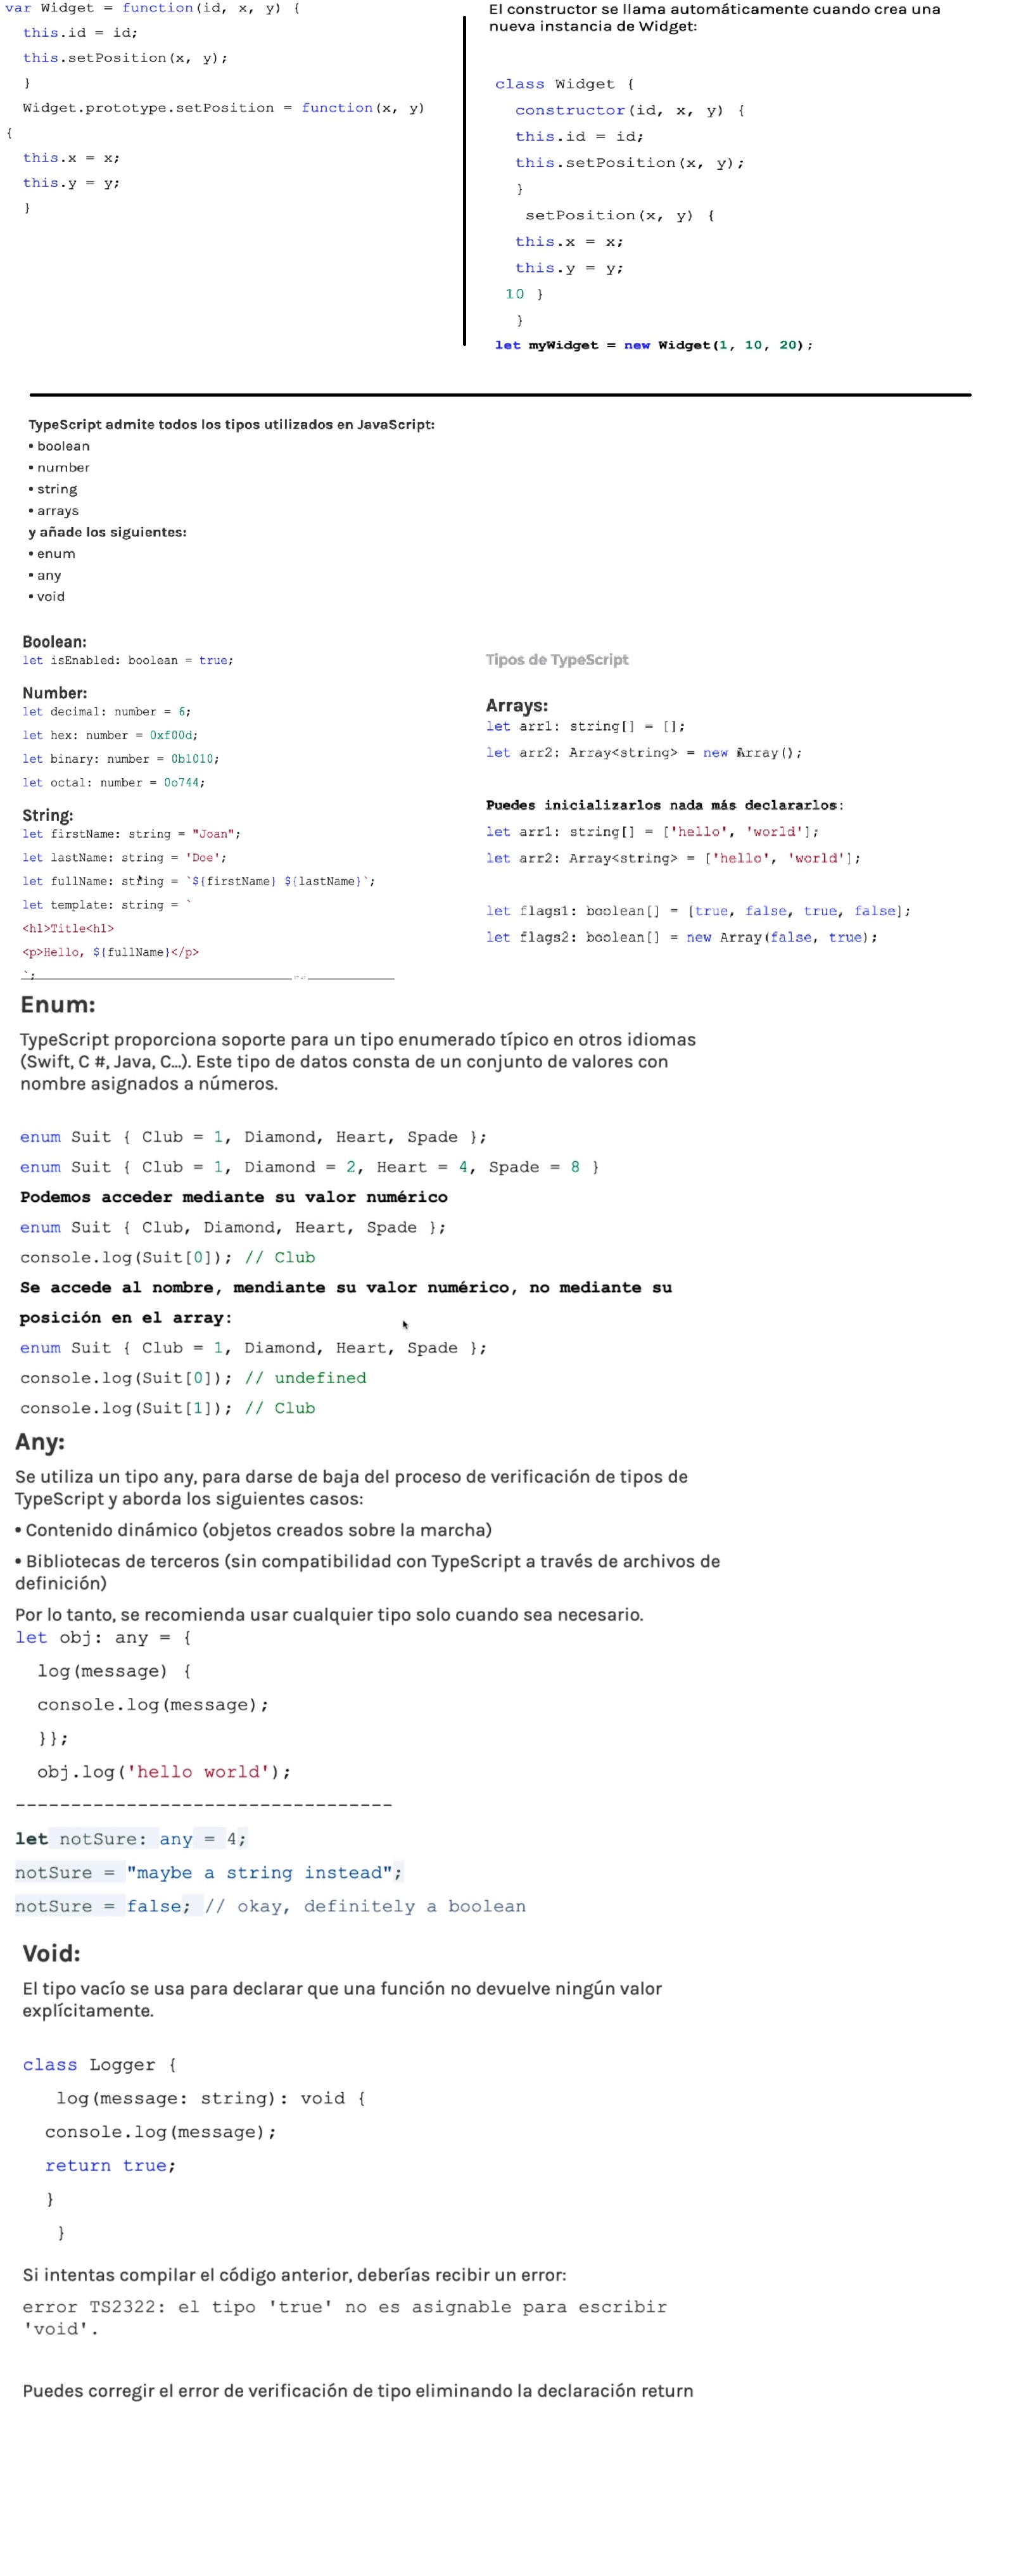 var Widget = function(id, x, y) {
this.id = id;
this.setPosition(x, y);
}
Widget.prototype.setPosition = function(x, y)
{
this.x = x;
this.y = y;
}
El constructor se llama automáticamente cuando crea una
nueva instancia de Widget:
class Widget {
constructor(id, x, y) {
this.id = id;
this.setPosition(x, y);
}
setPosition(x, y) {
this.x = x;
this.y = y;
10 }
}
let myWidget = new Widget(1, 10, 20);
TypeScript admite todos los tipos utilizados en JavaScript:
• boolean
• number
• string
• arrays
y añade los siguientes:
• enum
• any
• void
Boolean:
let isEnabled: boolean = true;
Number:
let decimal: number = 6;
let hex: number = 0xf00d;
let binary: number = 0b1010;
let octal: number = 0o744;
String:
let firstName: string = "Joan";
let lastName: string = 'Doe';
let fullName: string = `${firstName} ${lastName}`;
let template: string = `
<h1>Title<h1>
<p>Hello, ${fullName}</p>
`;
Tipos de TypeScript
Arrays:
let arr1: string[] = [];
let arr2: Array<string> = new Array();
Puedes inicializarlos nada más declararlos:
let arr1: string[] = ['hello', 'world'];
let arr2: Array<string> = ['hello', 'world'];
let flags1: boolean[] = [true, false, true, false];
let flags2: boolean[] = new Array(false, true);
Enum:
TypeScript proporciona soporte para un tipo enumerado típico en otros idiomas
(Swift, C #, Java, C...). Este tipo de datos consta de un conjunto de valores con
nombre asignados a números.
enum Suit { Club = 1, Diamond, Heart, Spade };
enum Suit { Club = 1, Diamond = 2, Heart = 4, Spade = 8 }
Podemos acceder mediante su valor numérico
enum Suit { Club, Diamond, Heart, Spade };
console.log(Suit[0]); // Club
Se accede al nombre, mendiante su valor numérico, no mediante su
posición en el array:
enum Suit { Club = 1, Diamond, Heart, Spade };
console.log(Suit[0]); // undefined
console.log(Suit[1]); // Club
Any:
Se utiliza un tipo any, para darse de baja del proceso de verificación de tipos de
TypeScript y aborda los siguientes casos:
• Contenido dinámico (objetos creados sobre la marcha)
• Bibliotecas de terceros (sin compatibilidad con TypeScript a través de archivos de
definición)
Por lo tanto, se recomienda usar cualquier tipo solo cuando sea necesario.
let obj: any = {
log(message) {
console.log(message);
}};
obj.log('hello world');
----------------------------------
let notSure: any = 4;
notSure = "maybe a string instead";
notSure = false; // okay, definitely a boolean
Void:
El tipo vacío se usa para declarar que una función no devuelve ningún valor
explícitamente.
class Logger {
log(message: string): void {
console.log(message);
return true;
}
}
Si intentas compilar el código anterior, deberías recibir un error:
error TS2322: el tipo 'true' no es asignable para escribir
'void'.
Puedes corregir el error de verificación de tipo eliminando la declaración return